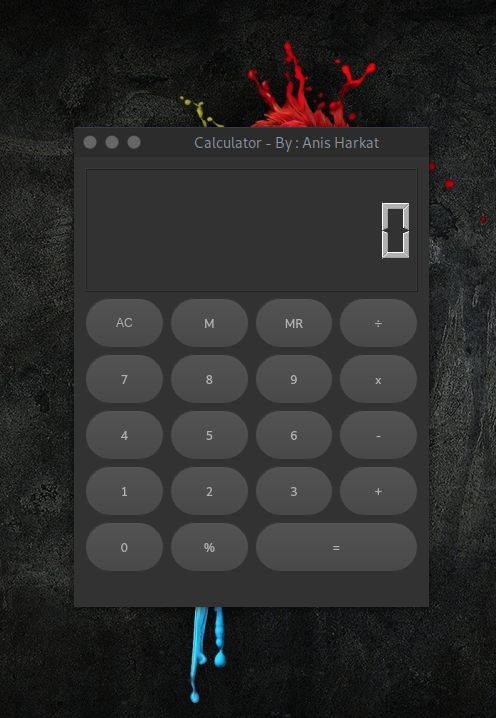 Calculator - By : Anis Harkat
0
AC M MR ÷
7 8 9 x
4 5 6 -
1 2 3 +
0 % =